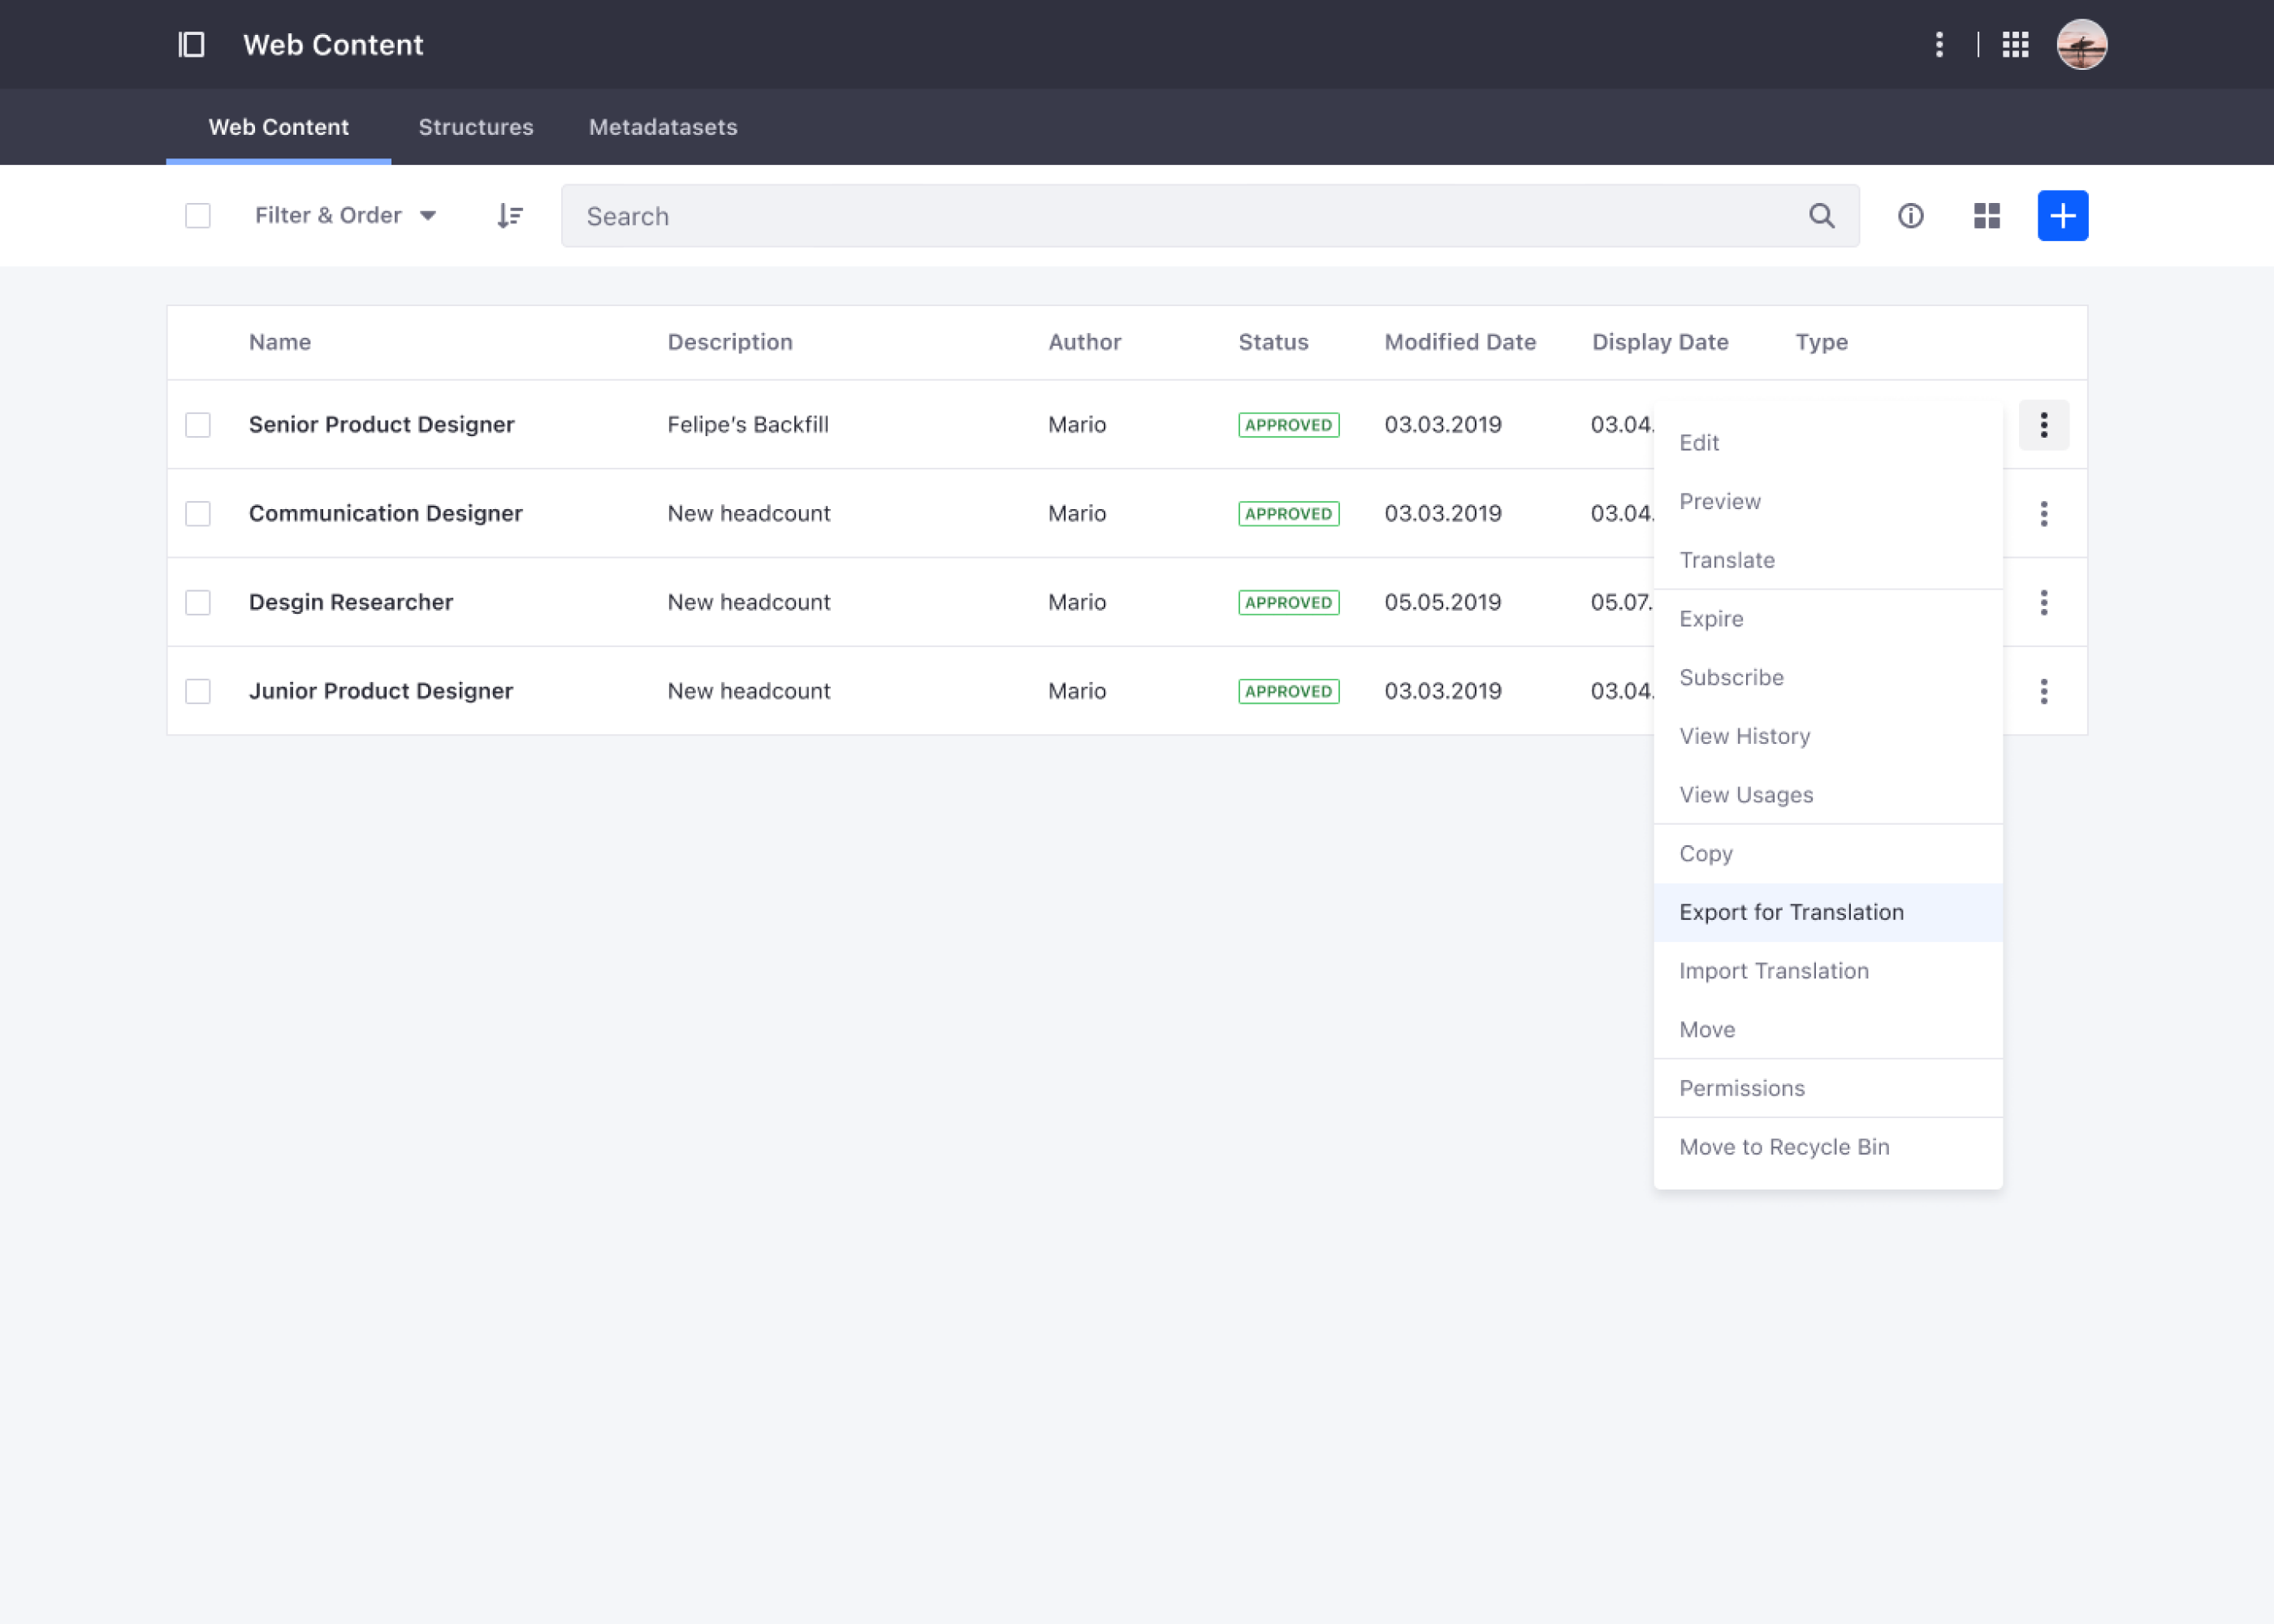 Web Content
Web Content Structures Metadatasets
Filter & Order Search
Name Description Author Status Modified Date Display Date Type
Senior Product Designer Felipe's Backfill Mario APPROVED 03.03.2019 03.04.
Communication Designer New headcount Mario APPROVED 03.03.2019 03.04.
Desgin Researcher New headcount Mario APPROVED 05.05.2019 05.07.
Junior Product Designer New headcount Mario APPROVED 03.03.2019 03.04.
Edit
Preview
Translate
Expire
Subscribe
View History
View Usages
Copy
Export for Translation
Import Translation
Move
Permissions
Move to Recycle Bin